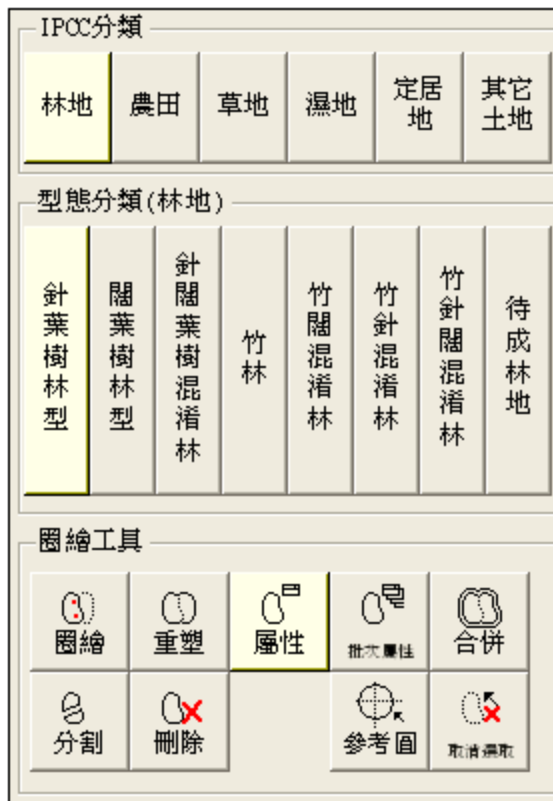 IPCC分類
林地
農田
草地
濕地
定居地
其它土地
型態分類(林地)
針葉樹林型
闊葉樹林型
針闊葉樹混淆林
竹林
竹闊混淆林
竹針混淆林
竹針闊混淆林
待成林地
圈繪工具
圈繪
重塑
屬性
批次屬性
合併
分割
刪除
參考圓
取消選取